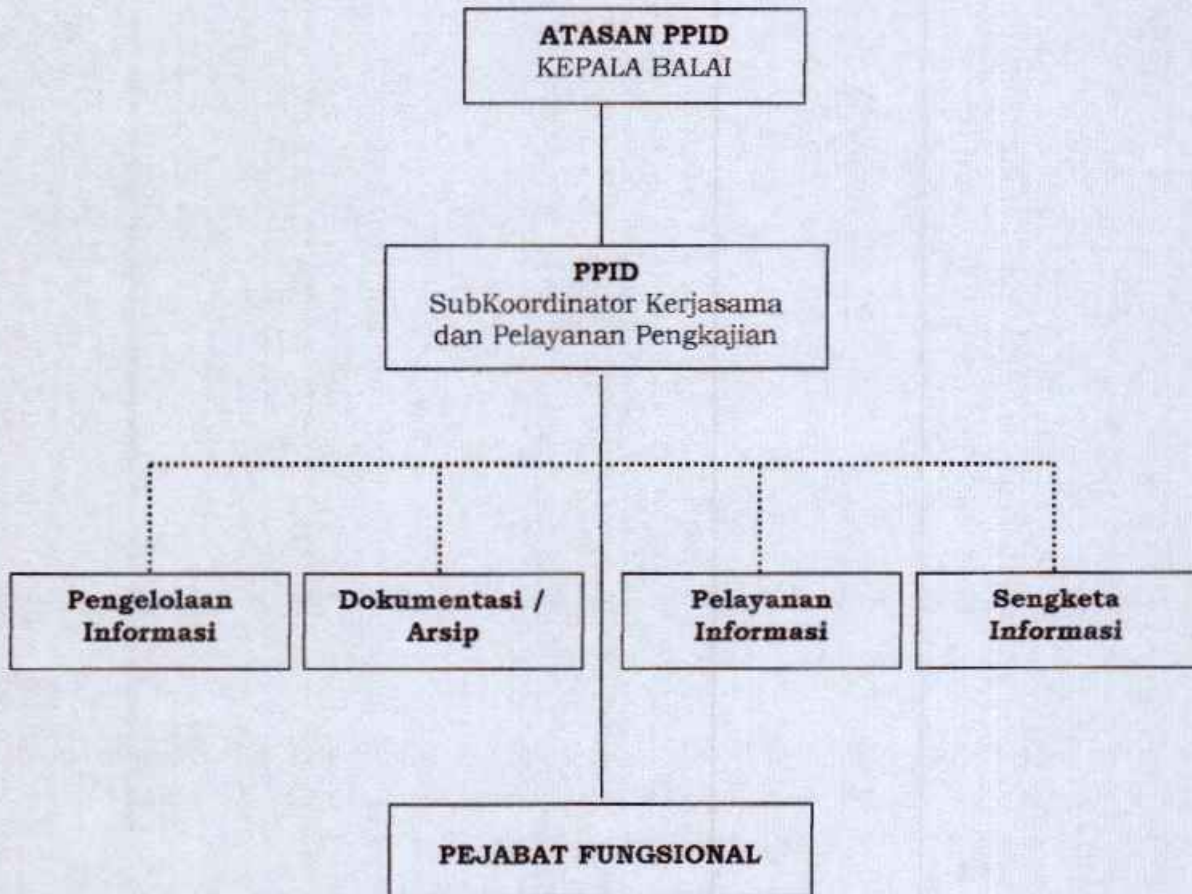 ATASAN PPID
KEPALA BALAI
PPID
SubKoordinator Kerjasama
dan Pelayanan Pengkajian
Pengelolaan
Informasi
Dokumentasi /
Arsip
Pelayanan
Informasi
Sengketa
Informasi
PEJABAT FUNGSIONAL